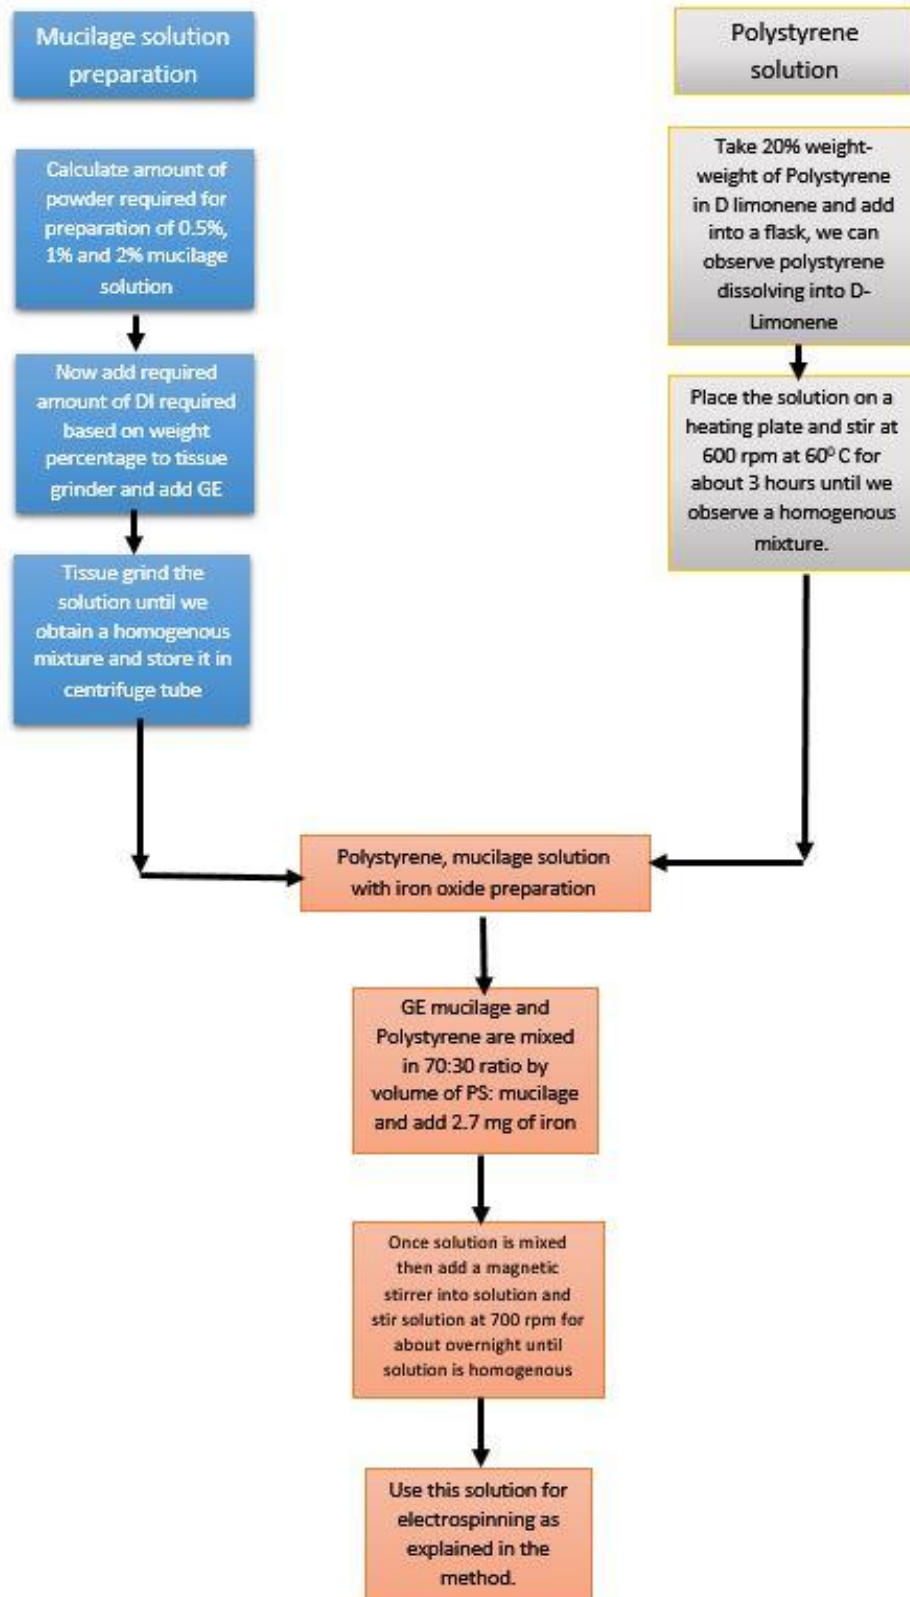 Mucilage solution
preparation
Calculate amount of
powder required for
preparation of 0.5%,
1% and 2% mucilage
solution
Now add required
amount of DI required
based on weight
percentage to tissue
grinder and add GE
Tissue grind the
solution until we
obtain a homogenous
mixture and store it in
centrifuge tube
Polystyrene
solution
Take 20% weight-
weight of Polystyrene
in D limonene and add
into a flask, we can
observe polystyrene
dissolving into D-
Limonene
Place the solution on a
heating plate and stir at
600 rpm at 60⁰ C for
about 3 hours until we
observe a homogenous
mixture.
Polystyrene, mucilage solution
with iron oxide preparation
GE mucilage and
Polystyrene are mixed
in 70:30 ratio by
volume of PS: mucilage
and add 2.7 mg of iron
Once solution is mixed
then add a magnetic
stirrer into solution and
stir solution at 700 rpm for
about overnight until
solution is homogenous
Use this solution for
electrospinning as
explained in the
method.